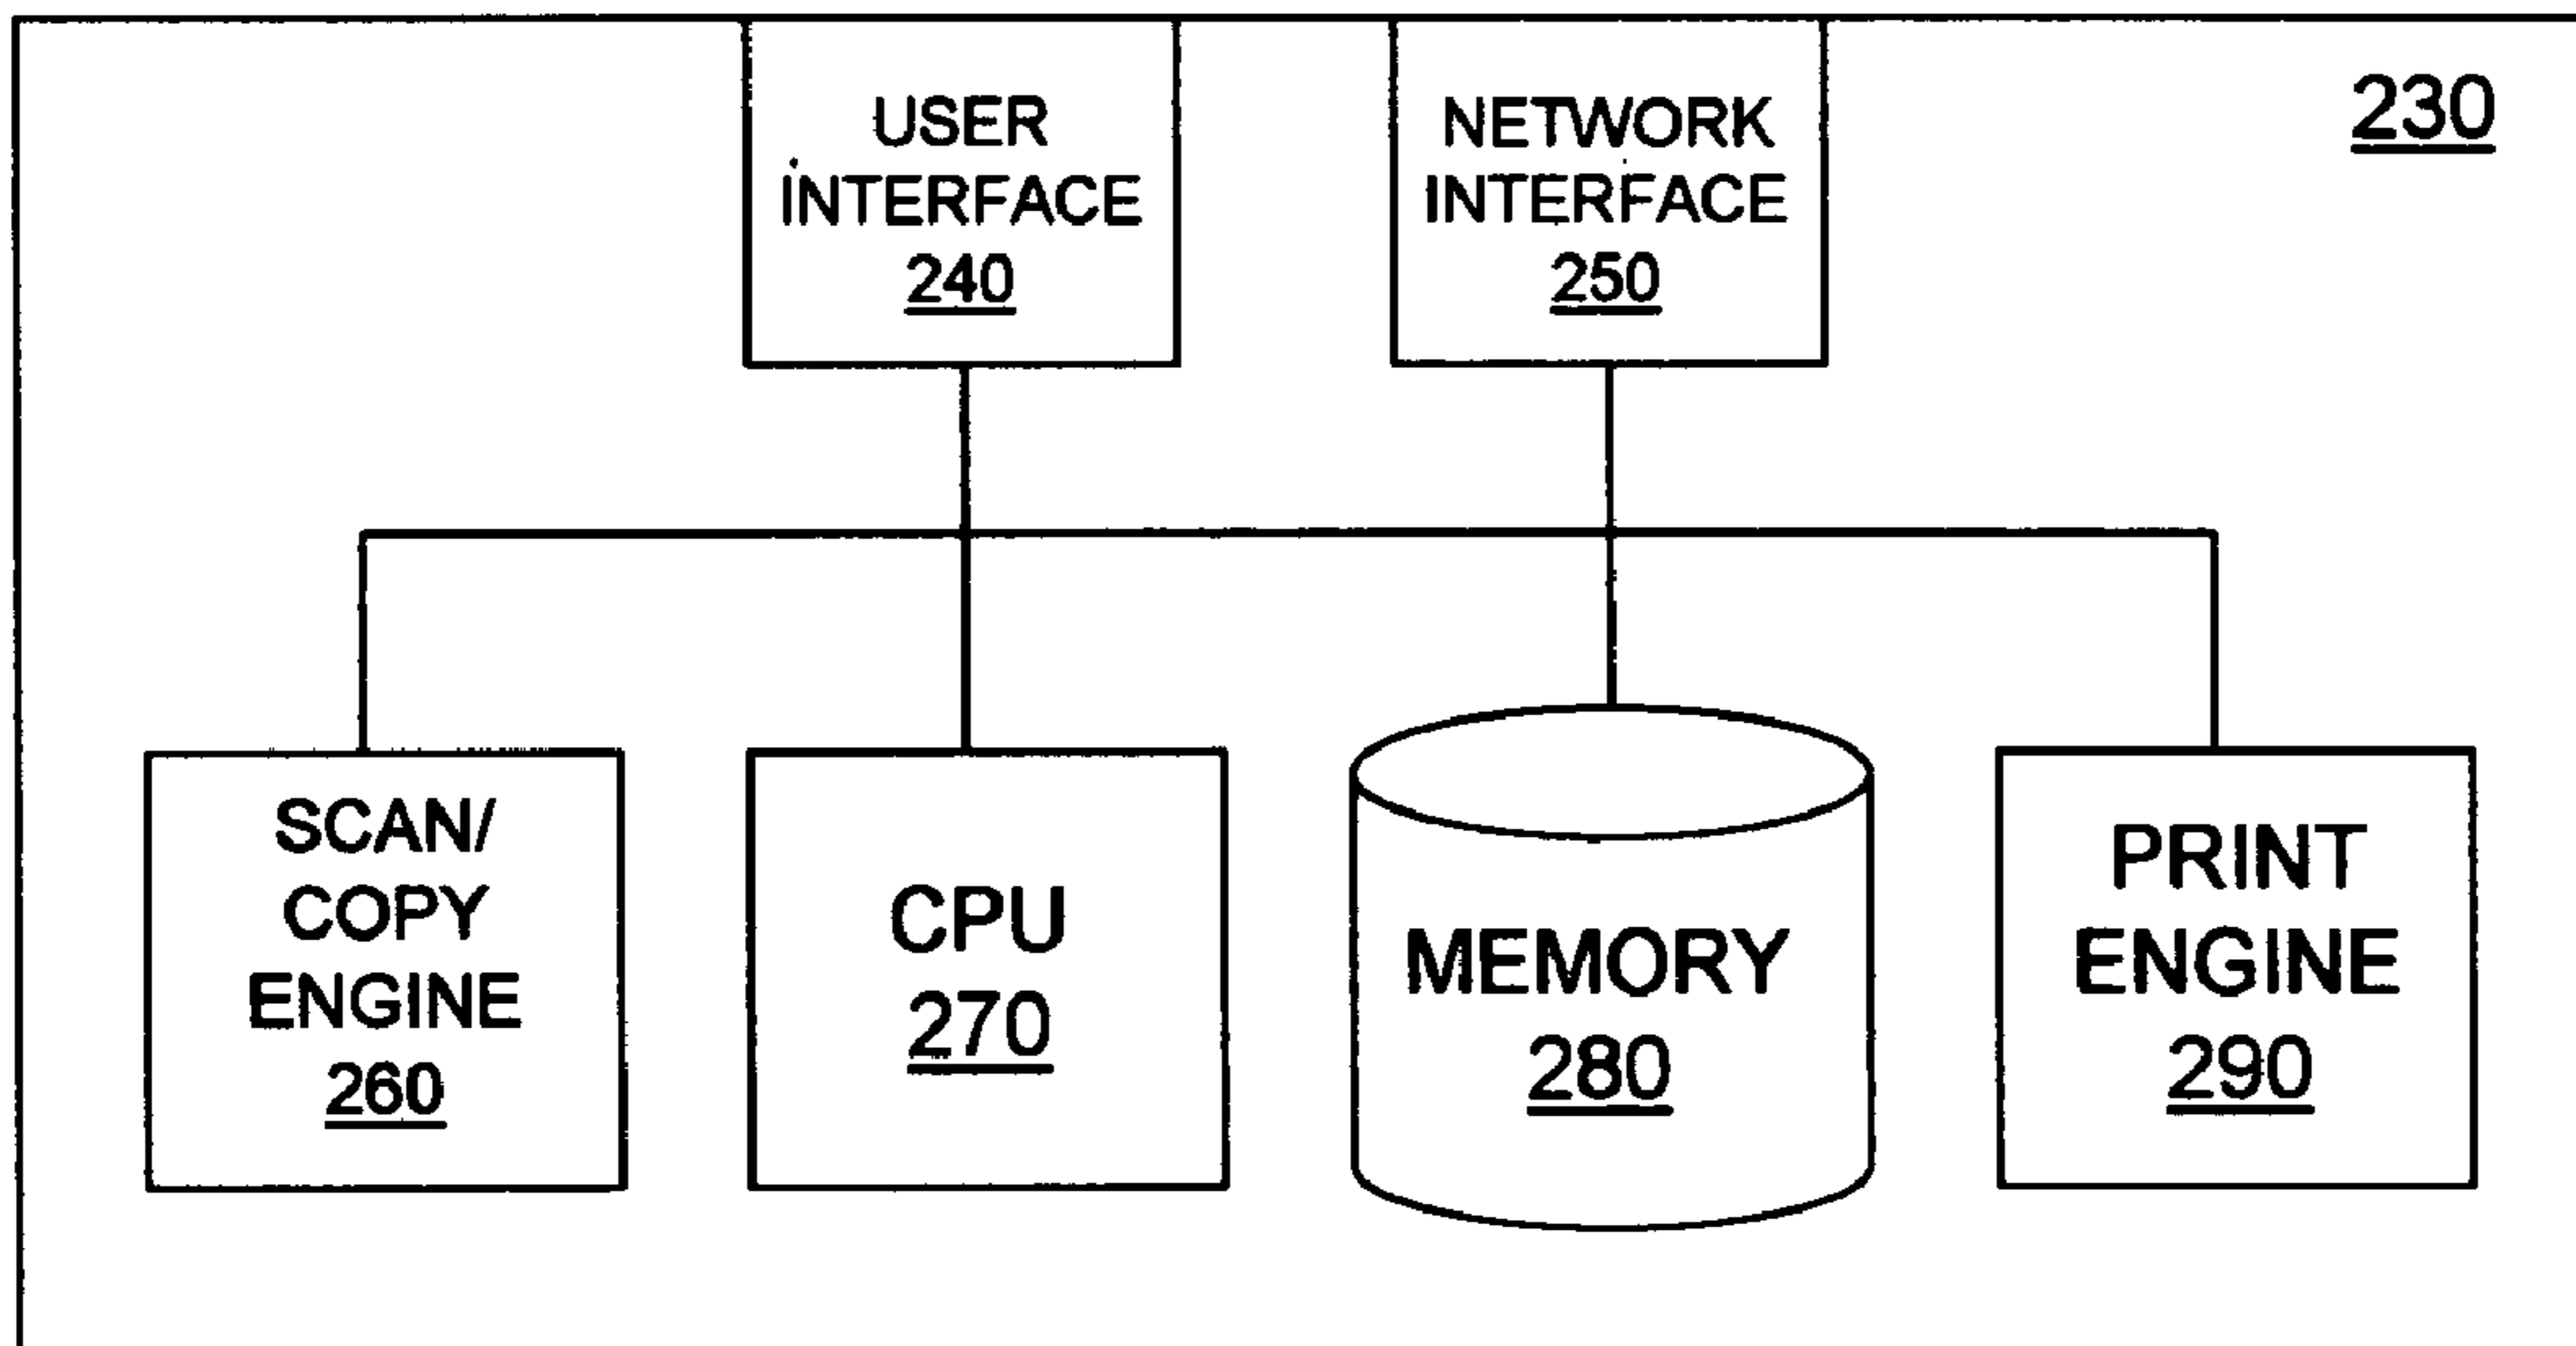 230
USER
INTERFACE
240
NETWORK
INTERFACE
250
SCAN/
COPY
ENGINE
260
CPU
270
MEMORY
280
PRINT
ENGINE
290